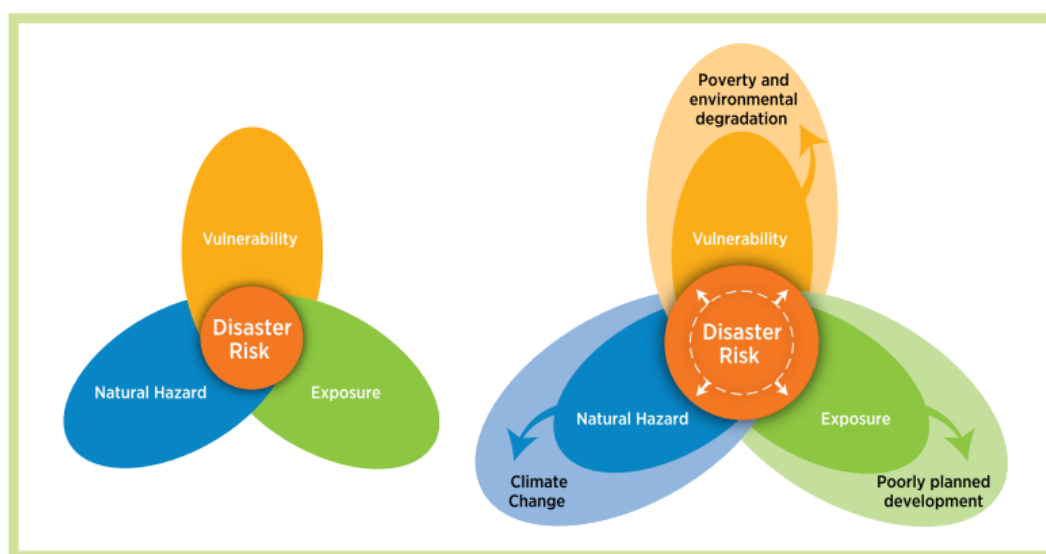 Vulnerability
Disaster
Risk
Natural Hazard
Exposure
Poverty and
environmental
degradation
Vulnerability
Disaster
Risk
Natural Hazard
Exposure
Climate
Change
Poorly planned
development